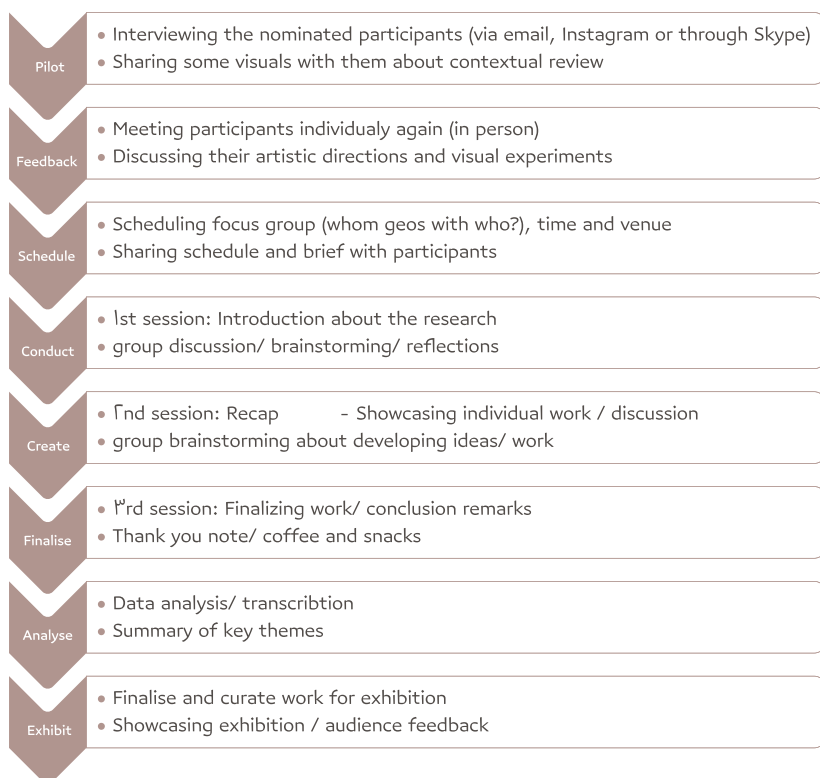 Pilot
• Interviewing the nominated participants (via email, Instagram or through Skype)
• Sharing some visuals with them about contextual review
Feedback
• Meeting participants individualy again (in person)
• Discussing their artistic directions and visual experiments
Schedule
• Scheduling focus group (whom geos with who?), time and venue
• Sharing schedule and brief with participants
Conduct
• ١st session: Introduction about the research
• group discussion/ brainstorming/ reflections
Create
• ٢nd session: Recap - Showcasing individual work / discussion
• group brainstorming about developing ideas/ work
Finalise
• ٣rd session: Finalizing work/ conclusion remarks
• Thank you note/ coffee and snacks
Analyse
• Data analysis/ transcribtion
• Summary of key themes
Exhibit
• Finalise and curate work for exhibition
• Showcasing exhibition / audience feedback